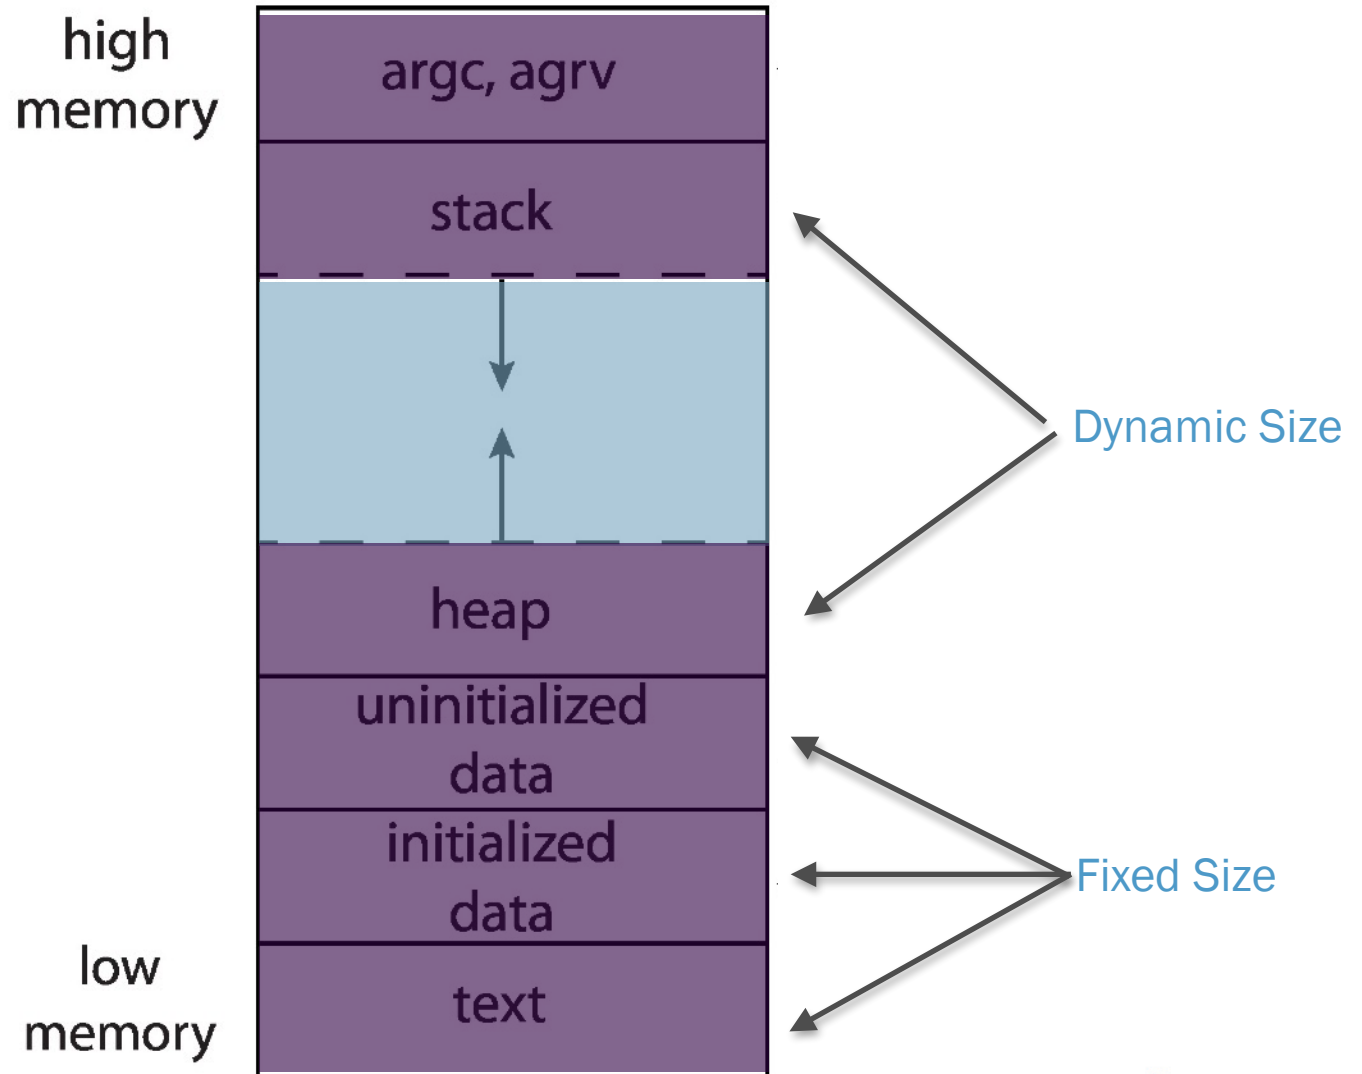 high
memory
argc, agrv
stack
Dynamic Size
heap
uninitialized
data
initialized
data
Fixed Size
low
memory
text